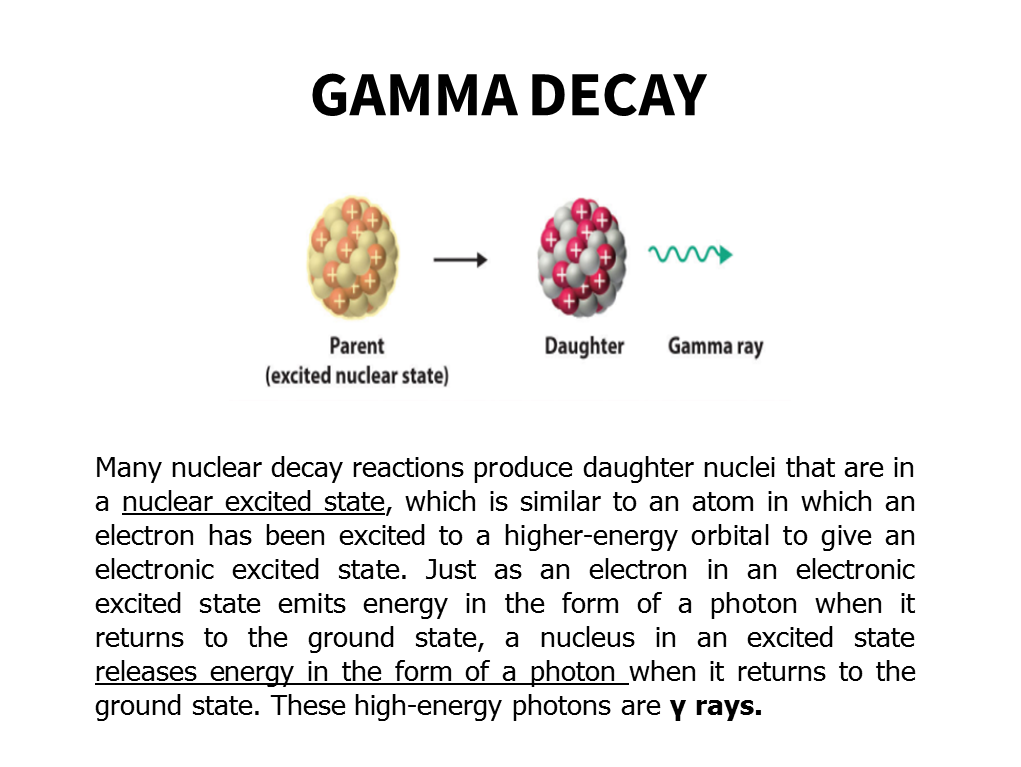 GAMMA DECAY
Parent
(excited nuclear state)
Daughter
Gamma ray
Many nuclear decay reactions produce daughter nuclei that are in
a nuclear excited state, which is similar to an atom in which an
electron has been excited to a higher-energy orbital to give an
electronic excited state. Just as an electron in an electronic
excited state emits energy in the form of a photon when it
returns to the ground state, a nucleus in an excited state
releases energy in the form of a photon when it returns to the
ground state. These high-energy photons are γ rays.